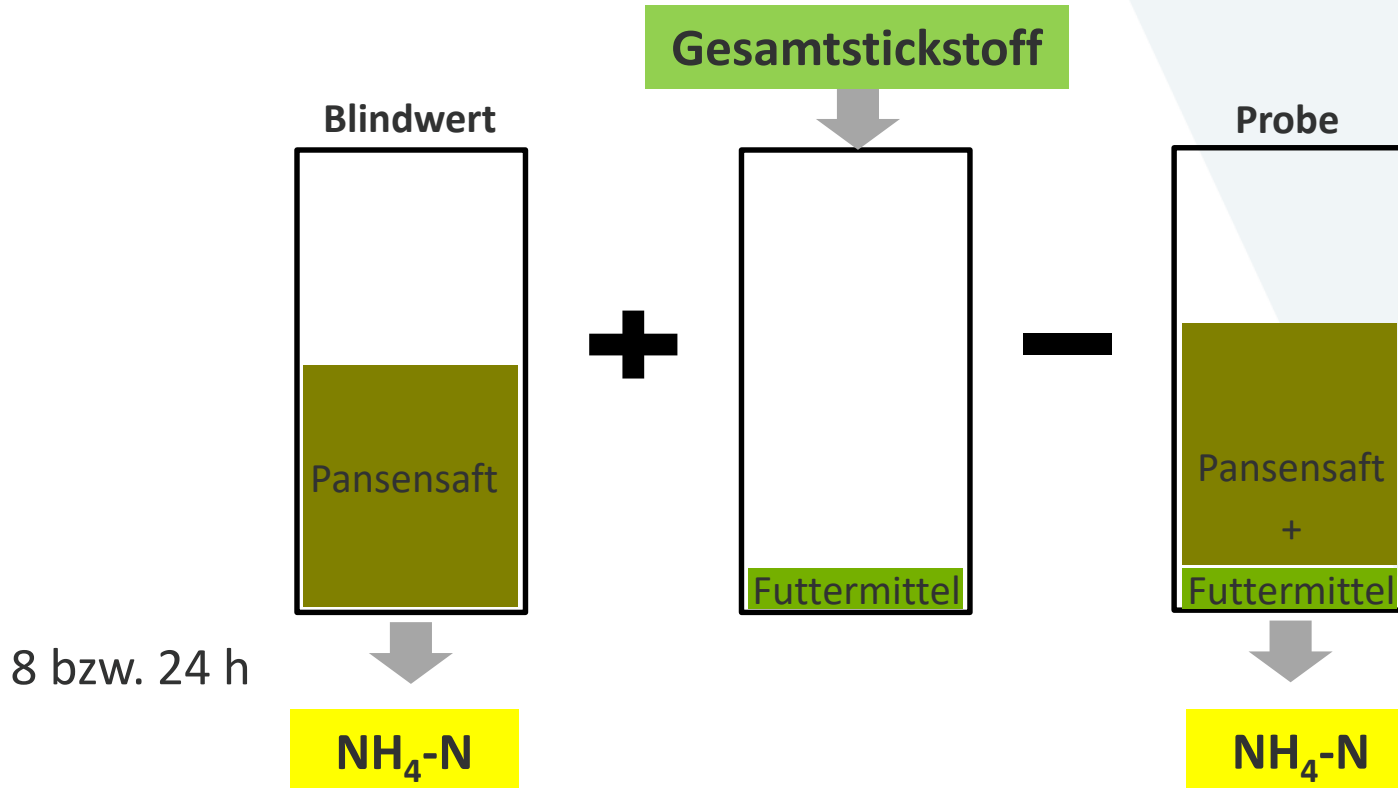 Gesamtstickstoff
Blindwert
Probe
Pansensaft
Pansensaft
+
Futtermittel
Futtermittel
8 bzw. 24 h
NH₄-N
NH₄-N